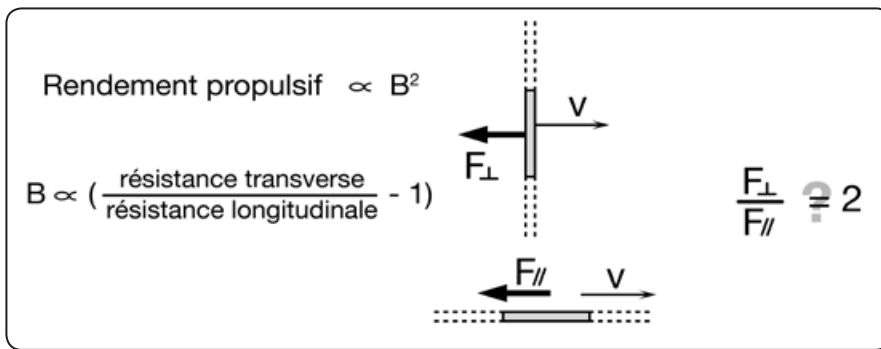 Rendement propulsif ∝ B²
B ∝ ( résistance transverse / résistance longitudinale - 1)
F⊥
v
F⊥ / F// ? = 2
F//
v